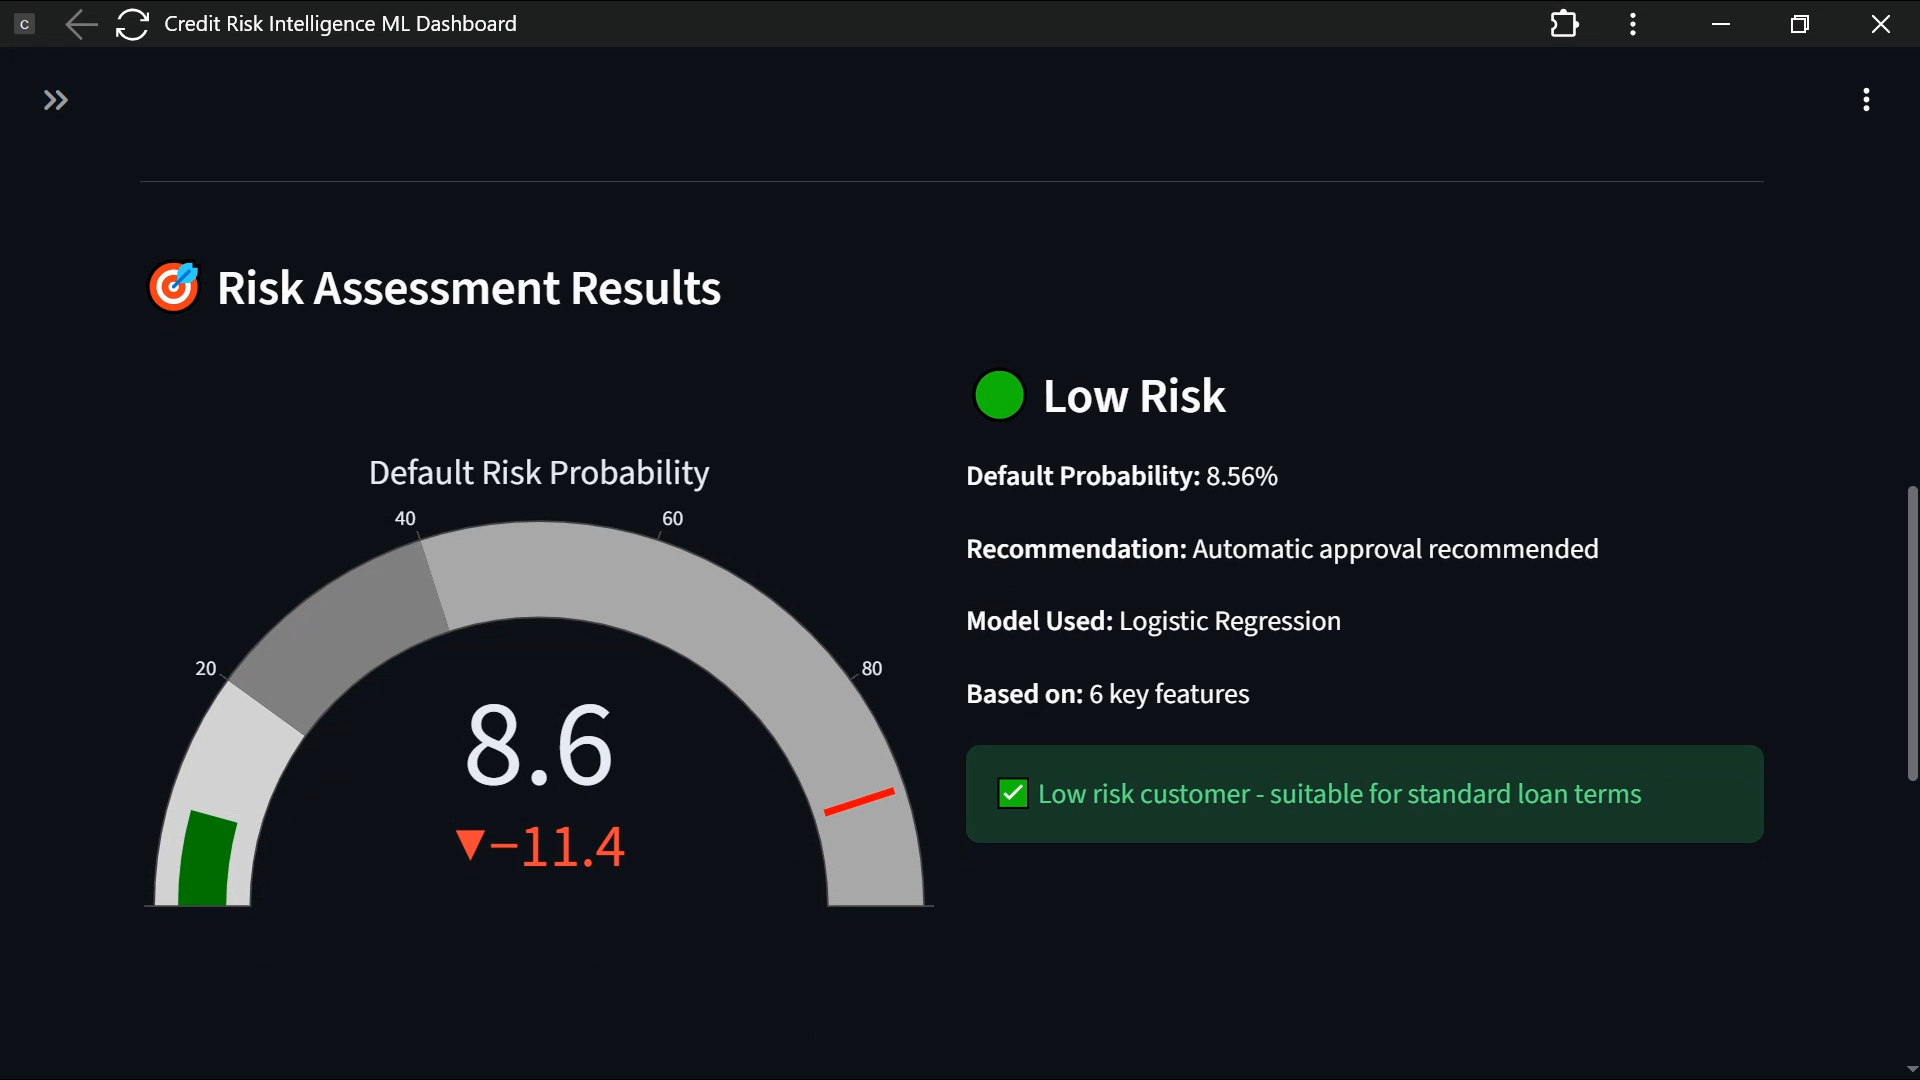 C
Credit Risk Intelligence ML Dashboard
Risk Assessment Results
Default Risk Probability
20
40
60
80
8.6
▼−11.4
Low Risk
Default Probability: 8.56%
Recommendation: Automatic approval recommended
Model Used: Logistic Regression
Based on: 6 key features
Low risk customer - suitable for standard loan terms